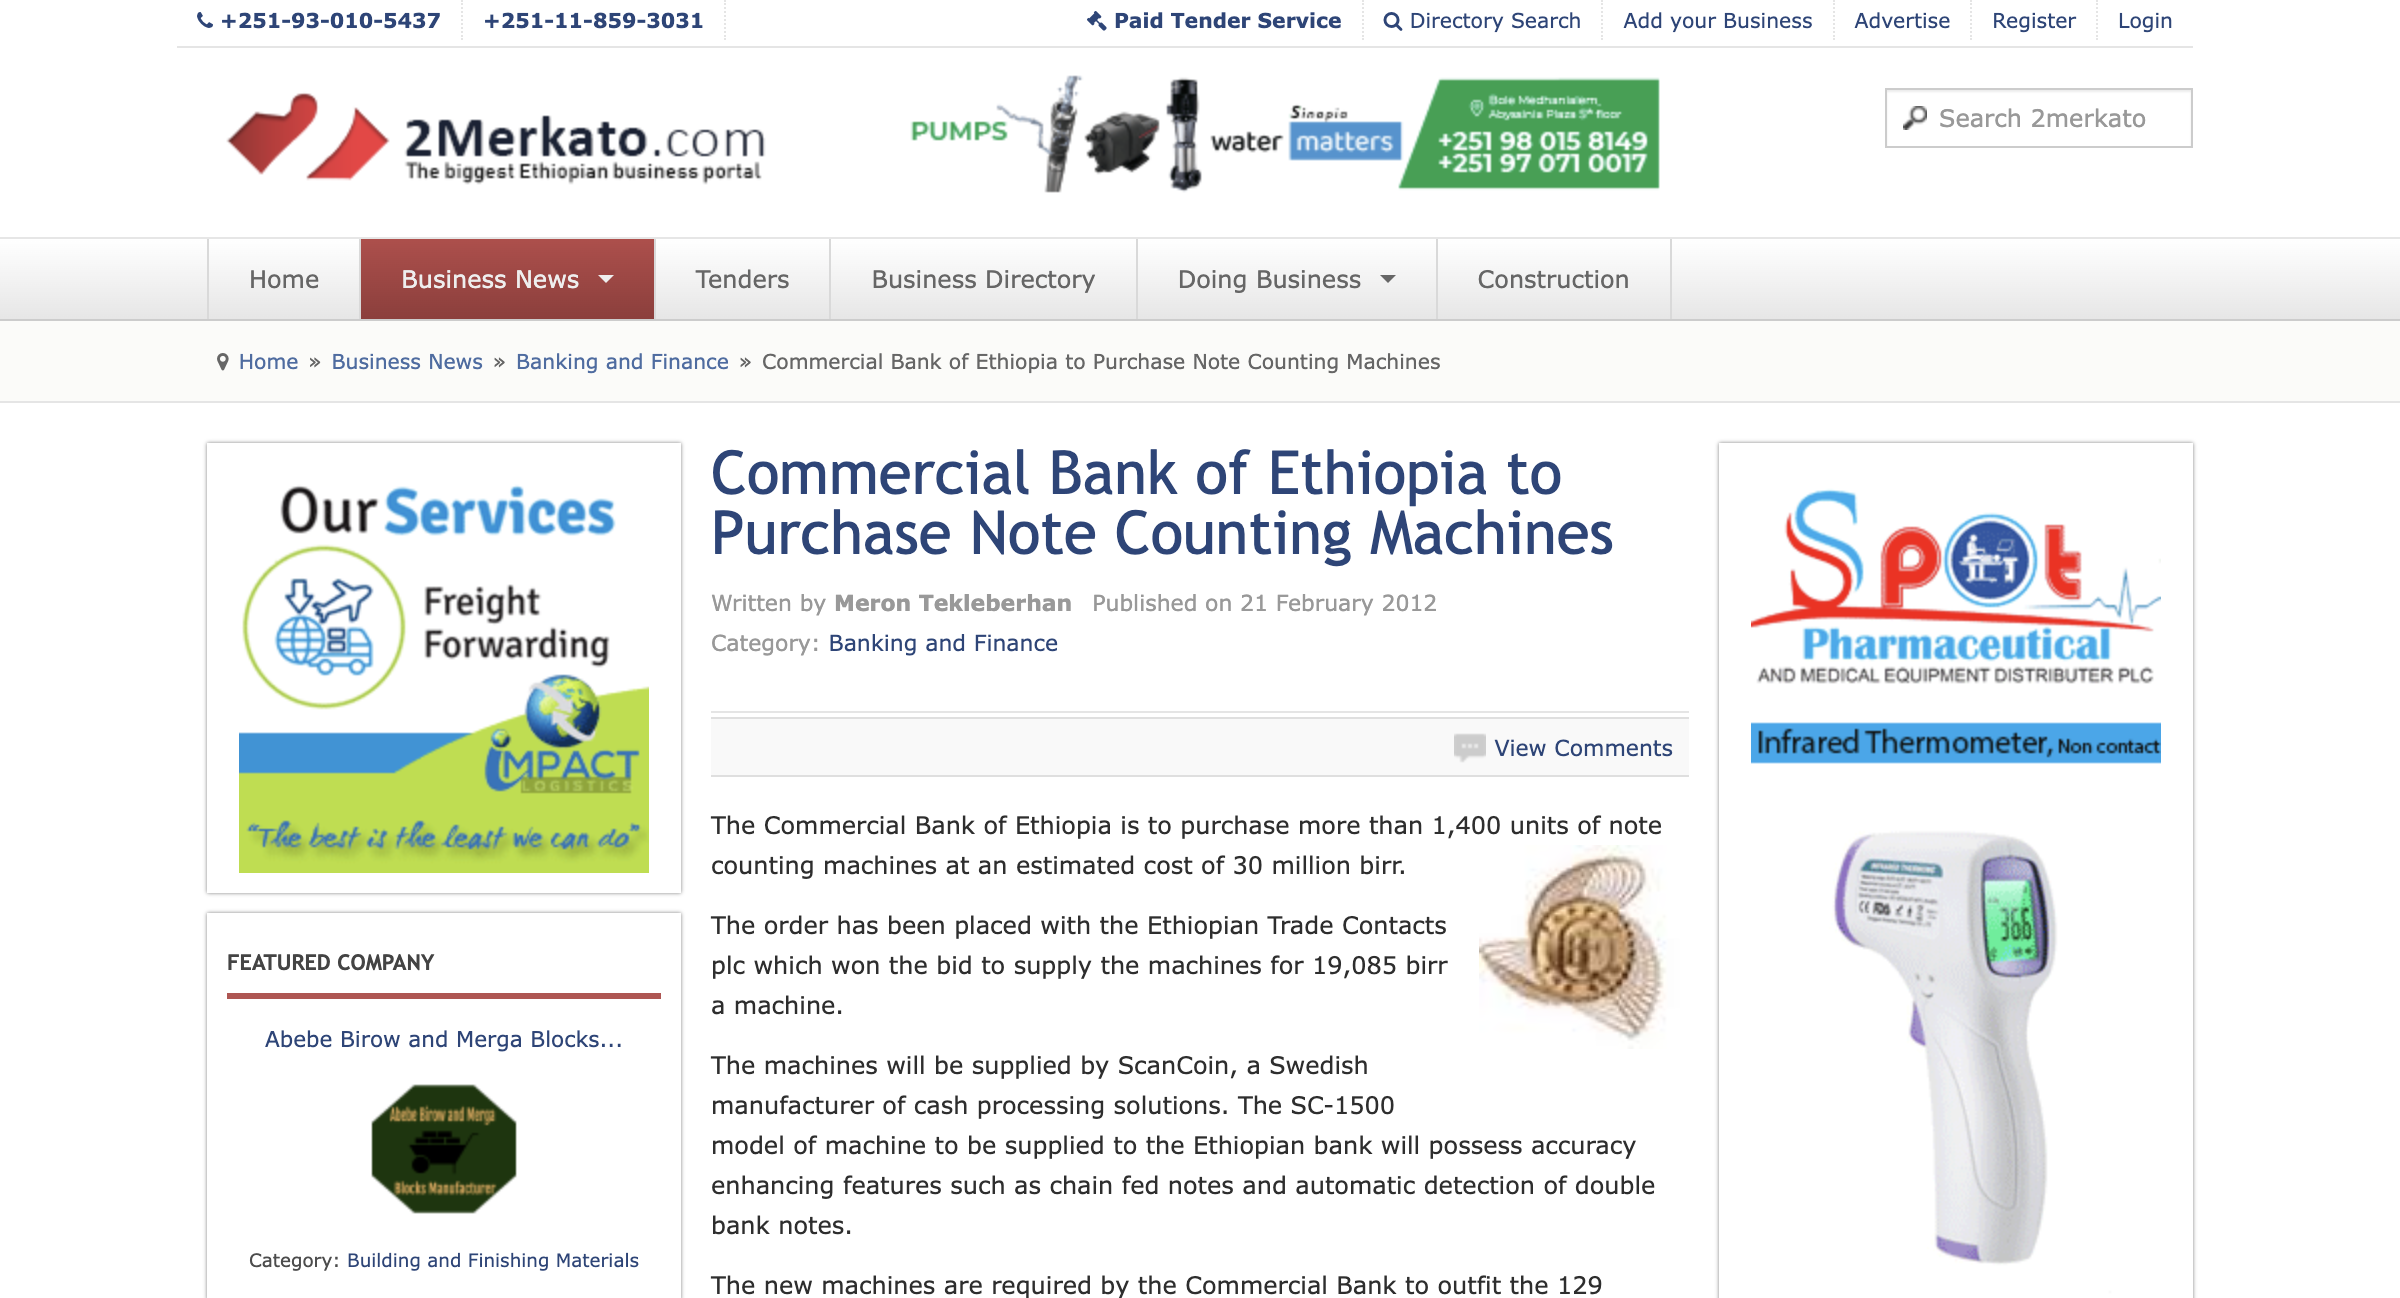 +251-93-010-5437 +251-11-859-3031 Paid Tender Service Directory Search Add your Business Advertise Register Login
2Merkato.com
The biggest Ethiopian business portal
PUMPS
Sinopia
water matters
Bole Medhanialem,
Abyssinia Plaza 5th floor
+251 98 015 8149
+251 97 071 0017
Search 2merkato
Home Business News Tenders Business Directory Doing Business Construction
Home » Business News » Banking and Finance » Commercial Bank of Ethiopia to Purchase Note Counting Machines
Our Services
Freight
Forwarding
iMPACT
LOGISTICS
"The best is the least we can do"
FEATURED COMPANY
Abebe Birow and Merga Blocks...
Abebe Birow and Merga
Blocks Manufacturer
Category: Building and Finishing Materials
Commercial Bank of Ethiopia to
Purchase Note Counting Machines
Written by Meron Tekleberhan Published on 21 February 2012
Category: Banking and Finance
View Comments
The Commercial Bank of Ethiopia is to purchase more than 1,400 units of note
counting machines at an estimated cost of 30 million birr.
The order has been placed with the Ethiopian Trade Contacts
plc which won the bid to supply the machines for 19,085 birr
a machine.
The machines will be supplied by ScanCoin, a Swedish
manufacturer of cash processing solutions. The SC-1500
model of machine to be supplied to the Ethiopian bank will possess accuracy
enhancing features such as chain fed notes and automatic detection of double
bank notes.
The new machines are required by the Commercial Bank to outfit the 129
Spot
Pharmaceutical
AND MEDICAL EQUIPMENT DISTRIBUTER PLC
Infrared Thermometer, Non contact
INFRARED THERMOMETER
36.6